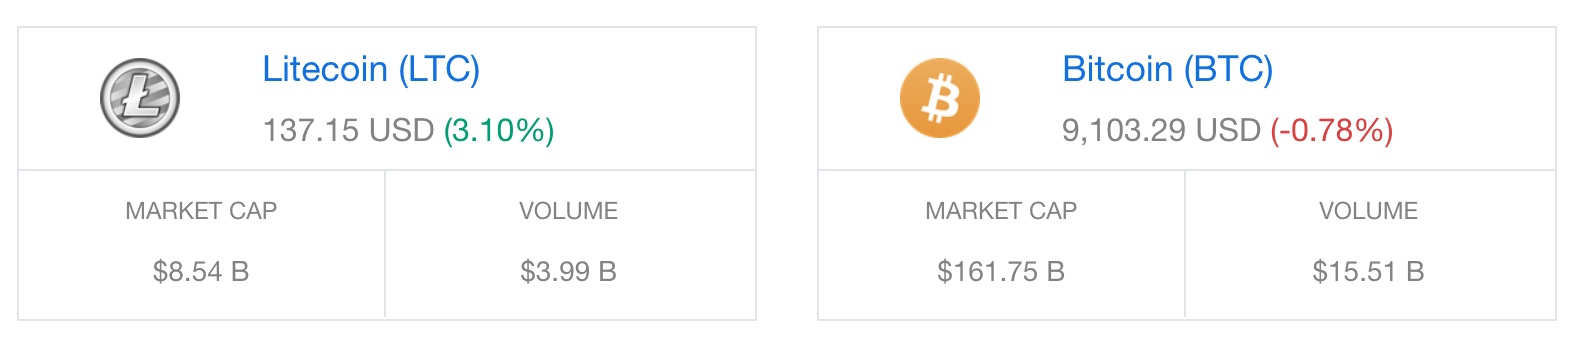 Litecoin (LTC)
137.15 USD (3.10%)
MARKET CAP
VOLUME
$8.54 B
$3.99 B
Bitcoin (BTC)
9,103.29 USD (-0.78%)
MARKET CAP
VOLUME
$161.75 B
$15.51 B